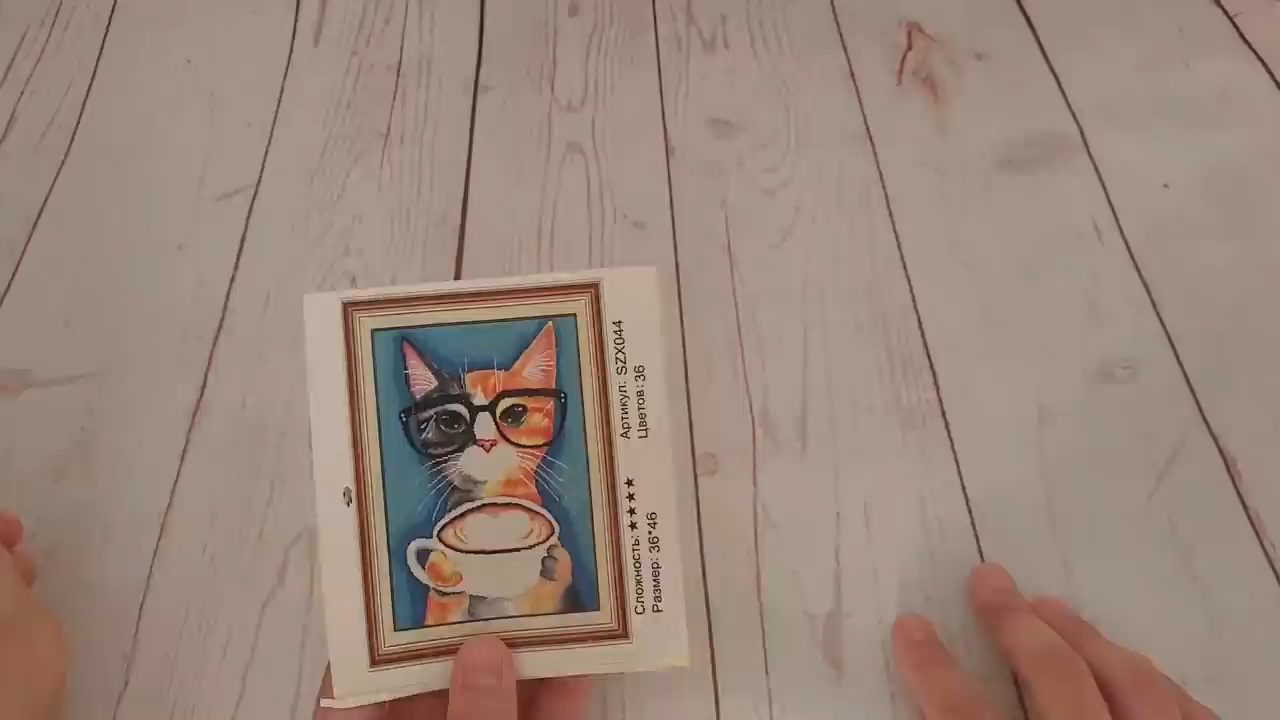 Сложность: ★★★★ Артикул: SZX044
Размер: 36*46 Цветов: 36